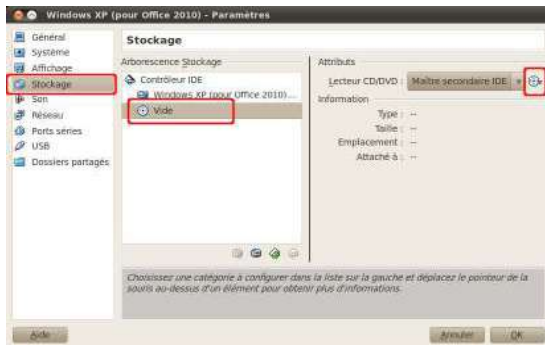 Windows XP (pour Office 2010) - Paramètres
Général
Système
Affichage
Stockage
Son
Réseau
Ports séries
USB
Dossiers partagés
Stockage
Arborescence Stockage
Contrôleur IDE
Windows XP (pour Office 2010)...
Vide
Attributs
Lecteur CD/DVD : Maître secondaire IDE
Information
Type : --
Taille : --
Emplacement : --
Attaché à : --
Choisissez une catégorie à configurer dans la liste sur la gauche et déplacez le pointeur de la
souris au-dessus d'un élément pour obtenir plus d'informations.
Aide
Annuler
OK